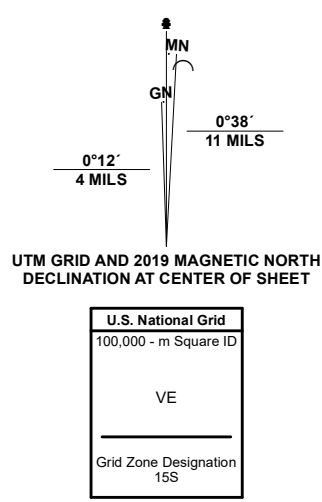 MN
GN
0°38´
11 MILS
0°12´
4 MILS
UTM GRID AND 2019 MAGNETIC NORTH
DECLINATION AT CENTER OF SHEET
U.S. National Grid
100,000 - m Square ID
VE
Grid Zone Designation
15S